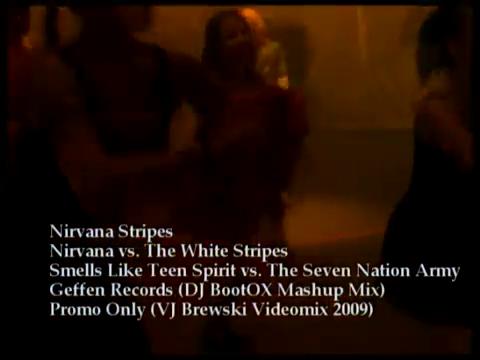 Nirvana Stripes
Nirvana vs. The White Stripes
Smells Like Teen Spirit vs. The Seven Nation Army
Geffen Records (DJ BootOX Mashup Mix)
Promo Only (VJ Brewski Videomix 2009)